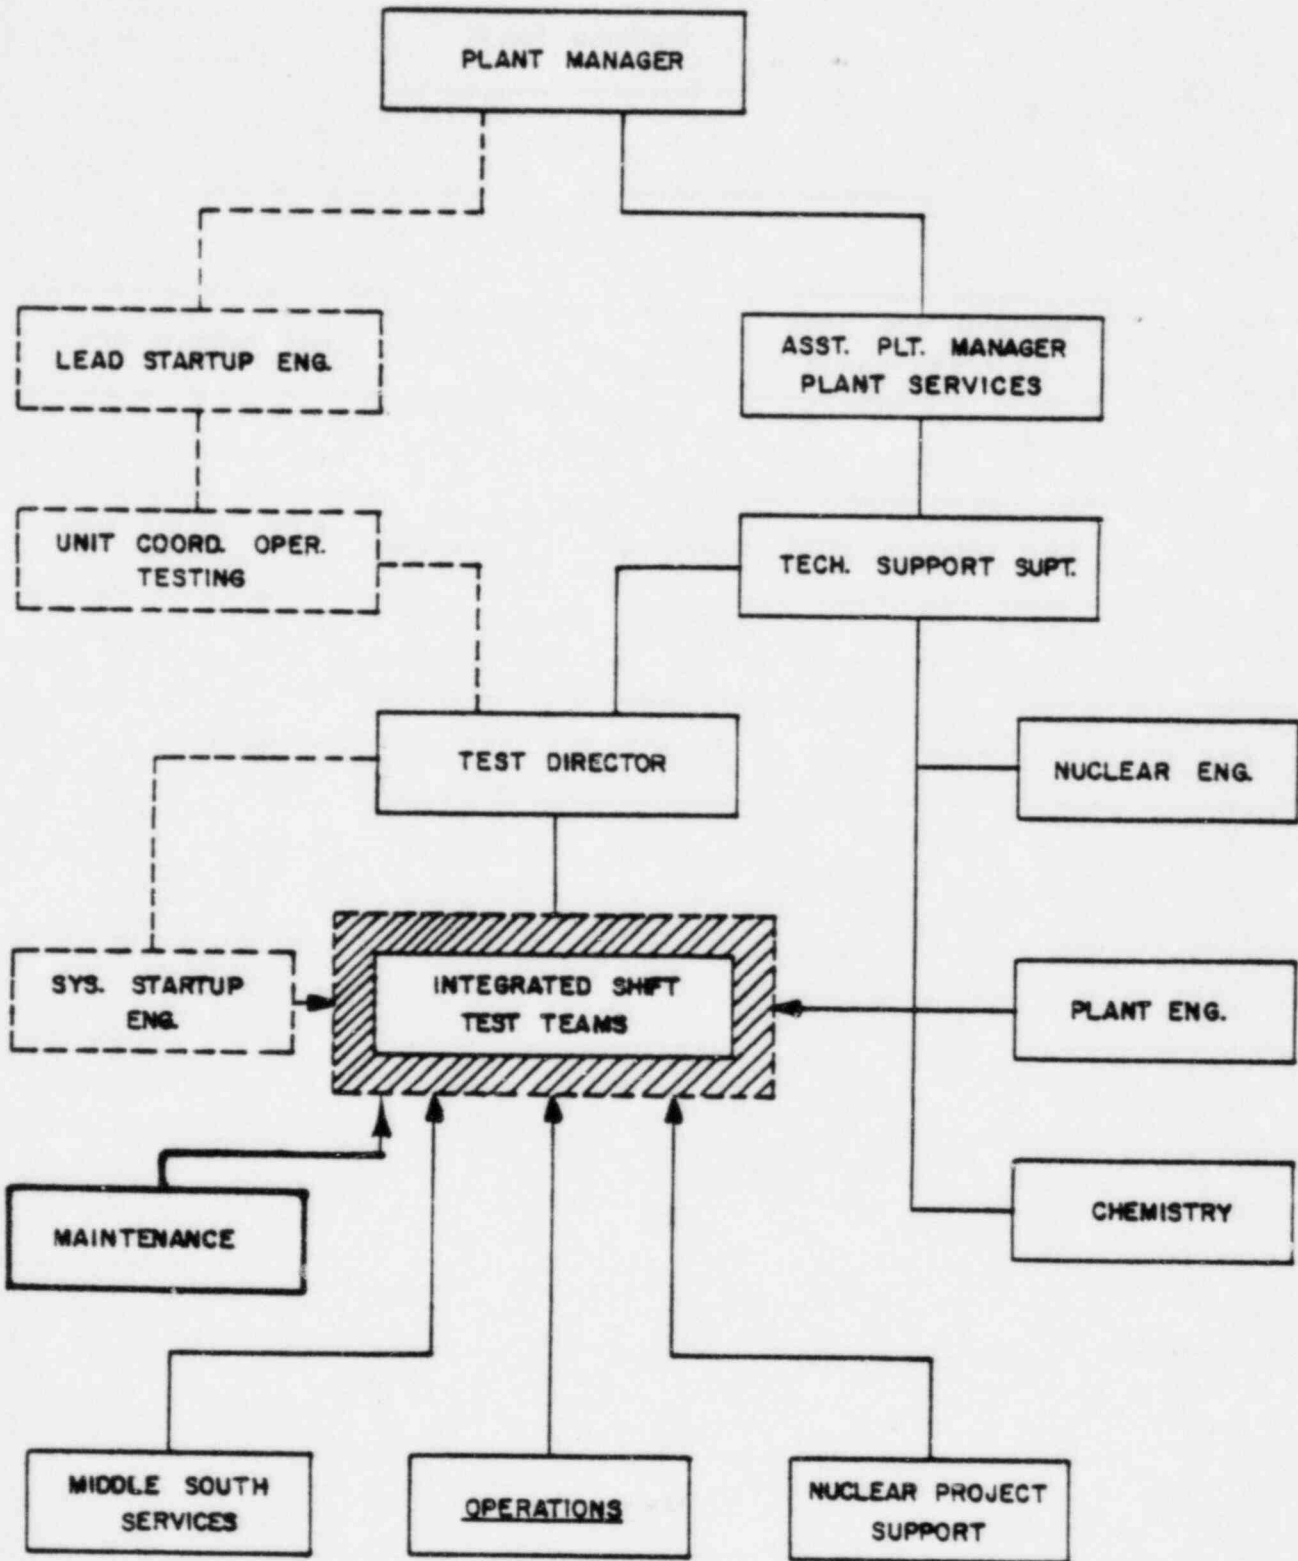 PLANT MANAGER
LEAD STARTUP ENG.
ASST. PLT. MANAGER
PLANT SERVICES
UNIT COORD. OPER.
TESTING
TECH. SUPPORT SUPT.
TEST DIRECTOR
NUCLEAR ENG.
SYS. STARTUP
ENG.
INTEGRATED SHIFT
TEST TEAMS
PLANT ENG.
MAINTENANCE
CHEMISTRY
MIDDLE SOUTH
SERVICES
OPERATIONS
NUCLEAR PROJECT
SUPPORT